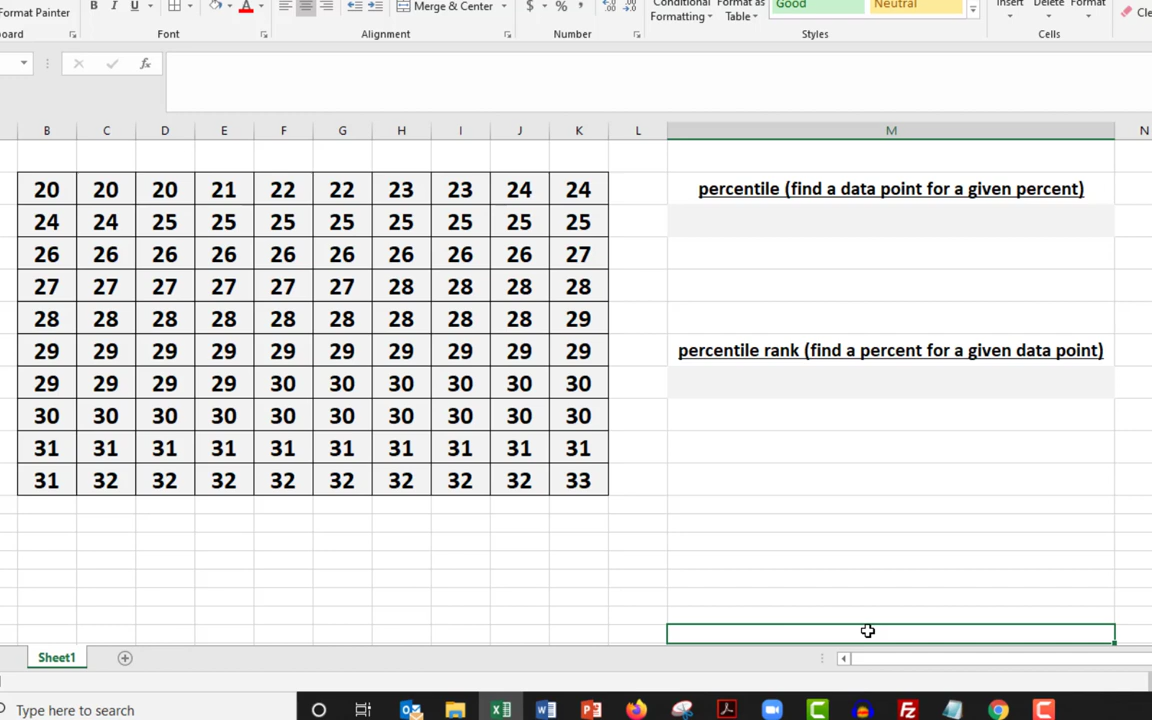 Format Painter
B I U
Merge & Center
$ % ,
Conditional Formatting
Format as Table
Good
Neutral
Insert
Delete
Format
Cle
oard
Font
Alignment
Number
Styles
Cells
fx
B C D E F G H I J K L M N
20 20 20 21 22 22 23 23 24 24
percentile (find a data point for a given percent)
24 24 25 25 25 25 25 25 25 25
26 26 26 26 26 26 26 26 26 27
27 27 27 27 27 27 28 28 28 28
28 28 28 28 28 28 28 28 28 29
29 29 29 29 29 29 29 29 29 29
percentile rank (find a percent for a given data point)
29 29 29 29 30 30 30 30 30 30
30 30 30 30 30 30 30 30 30 30
31 31 31 31 31 31 31 31 31 31
31 32 32 32 32 32 32 32 32 33
Sheet1
Type here to search